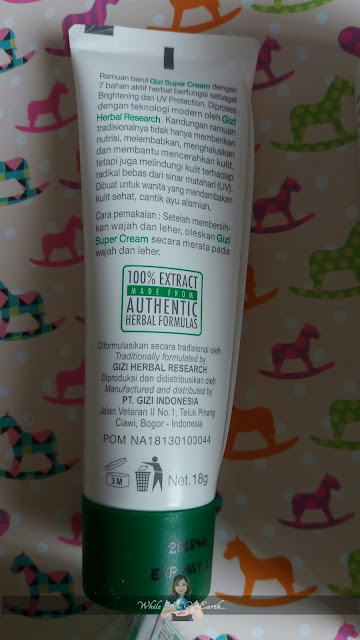 Ramuan baru! Gizi Super Cream dengan
7 bahan aktif herbal berfungsi sebagai
Brightening dan UV Protection. Diproses
dengan teknologi modern oleh Gizi
Herbal Research. Kandungan ramuan
tradisionalnya tidak hanya memberikan
nutrisi, melembabkan, menghaluskan
dan membantu mencerahkan kulit,
tetapi juga melindungi kulit terhadap
radikal bebas dari sinar matahari (UV).
Dibuat untuk wanita yang mendambakan
kulit sehat, cantik ayu alamiah.
Cara pemakaian : Setelah membersih-
kan wajah dan leher, oleskan Gizi
Super Cream secara merata pada
wajah dan leher.
100% EXTRACT
MADE FROM
AUTHENTIC
HERBAL FORMULAS
Diformulasikan secara tradisional oleh
Traditionally formulated by
GIZI HERBAL RESEARCH
Diproduksi dan didistribusikan oleh
Manufactured and distributed by
PT. GIZI INDONESIA
Jalan Veteran II No.1, Teluk Pinang
Ciawi, Bogor - Indonesia
POM NA18130103044
3 M
Net.18g
EXP MAY
While Earth...